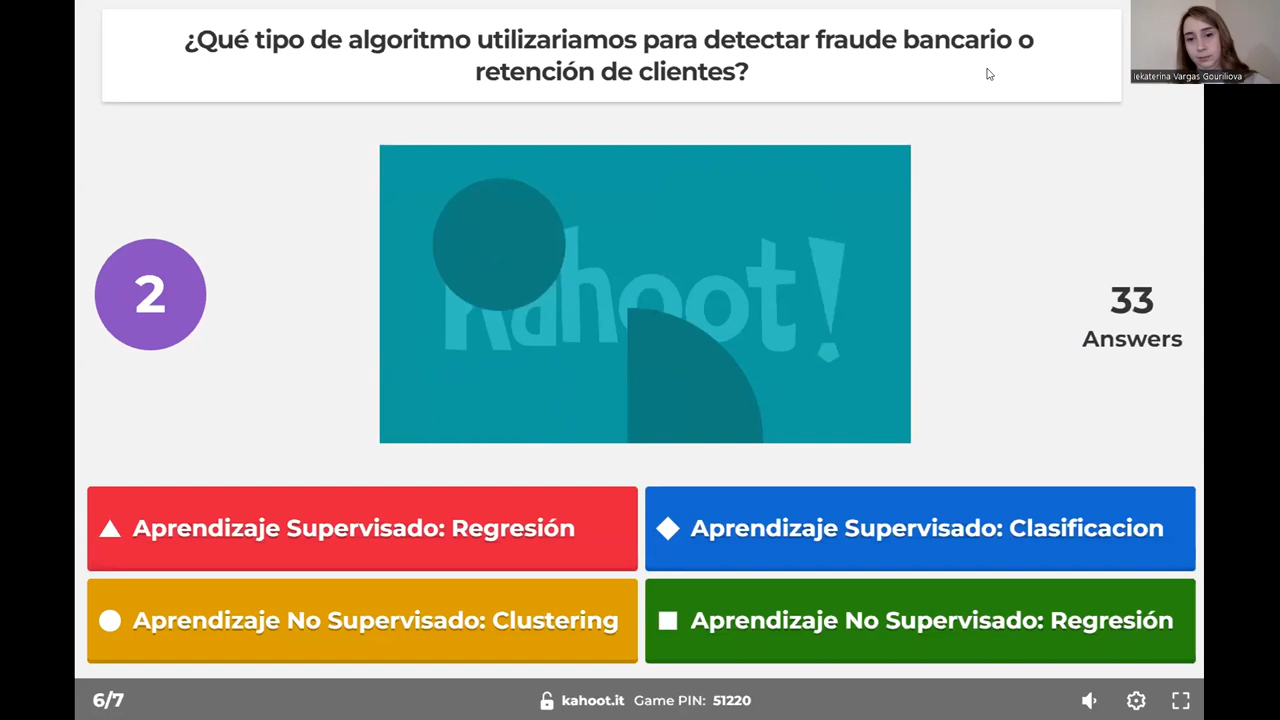 ¿Qué tipo de algoritmo utilizariamos para detectar fraude bancario o
retención de clientes?
Iekaterina Vargas Gouriliova
Kahoot!
2
33
Answers
Aprendizaje Supervisado: Regresión
Aprendizaje Supervisado: Clasificacion
Aprendizaje No Supervisado: Clustering
Aprendizaje No Supervisado: Regresión
6/7
kahoot.it Game PIN: 51220